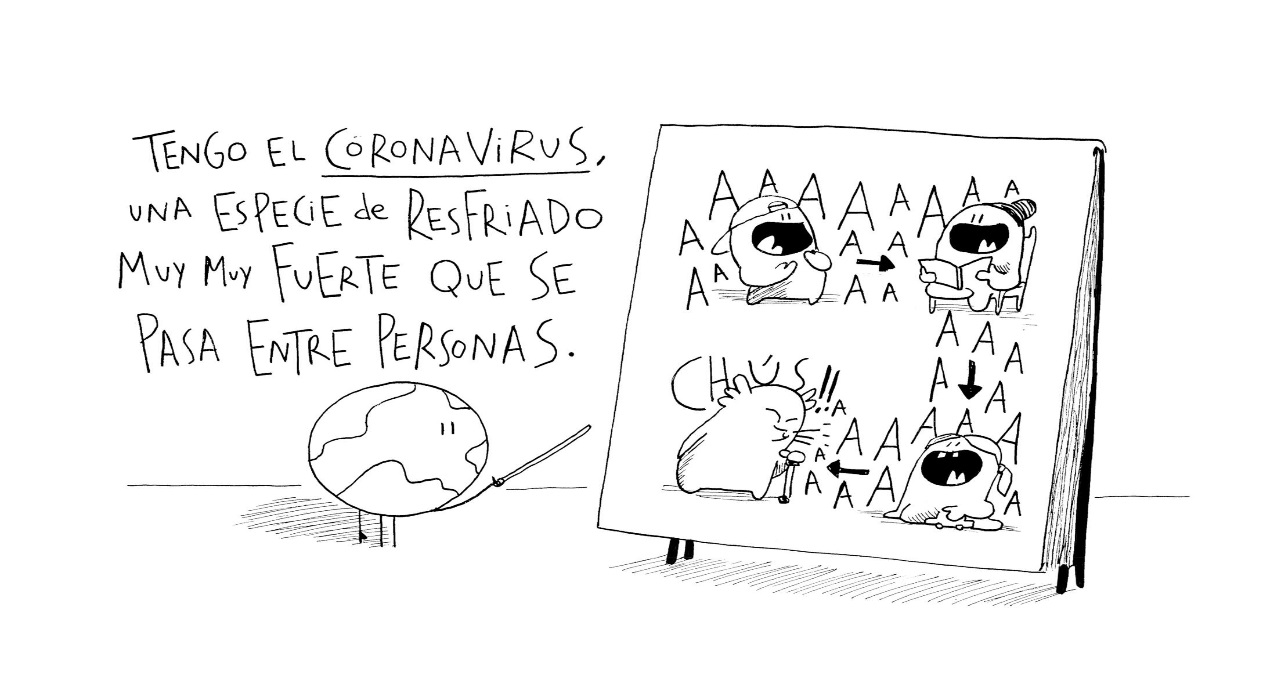 TENGO EL CORONAVIRUS,
UNA ESPECIE de RESFRIADO
MUY MUY FUERTE QUE SE
PASA ENTRE PERSONAS.
A A A A A A A A
A A A
A A A A
A A A
A A
A A A
CHÚS!!
A A A A A A
A A
A A A A